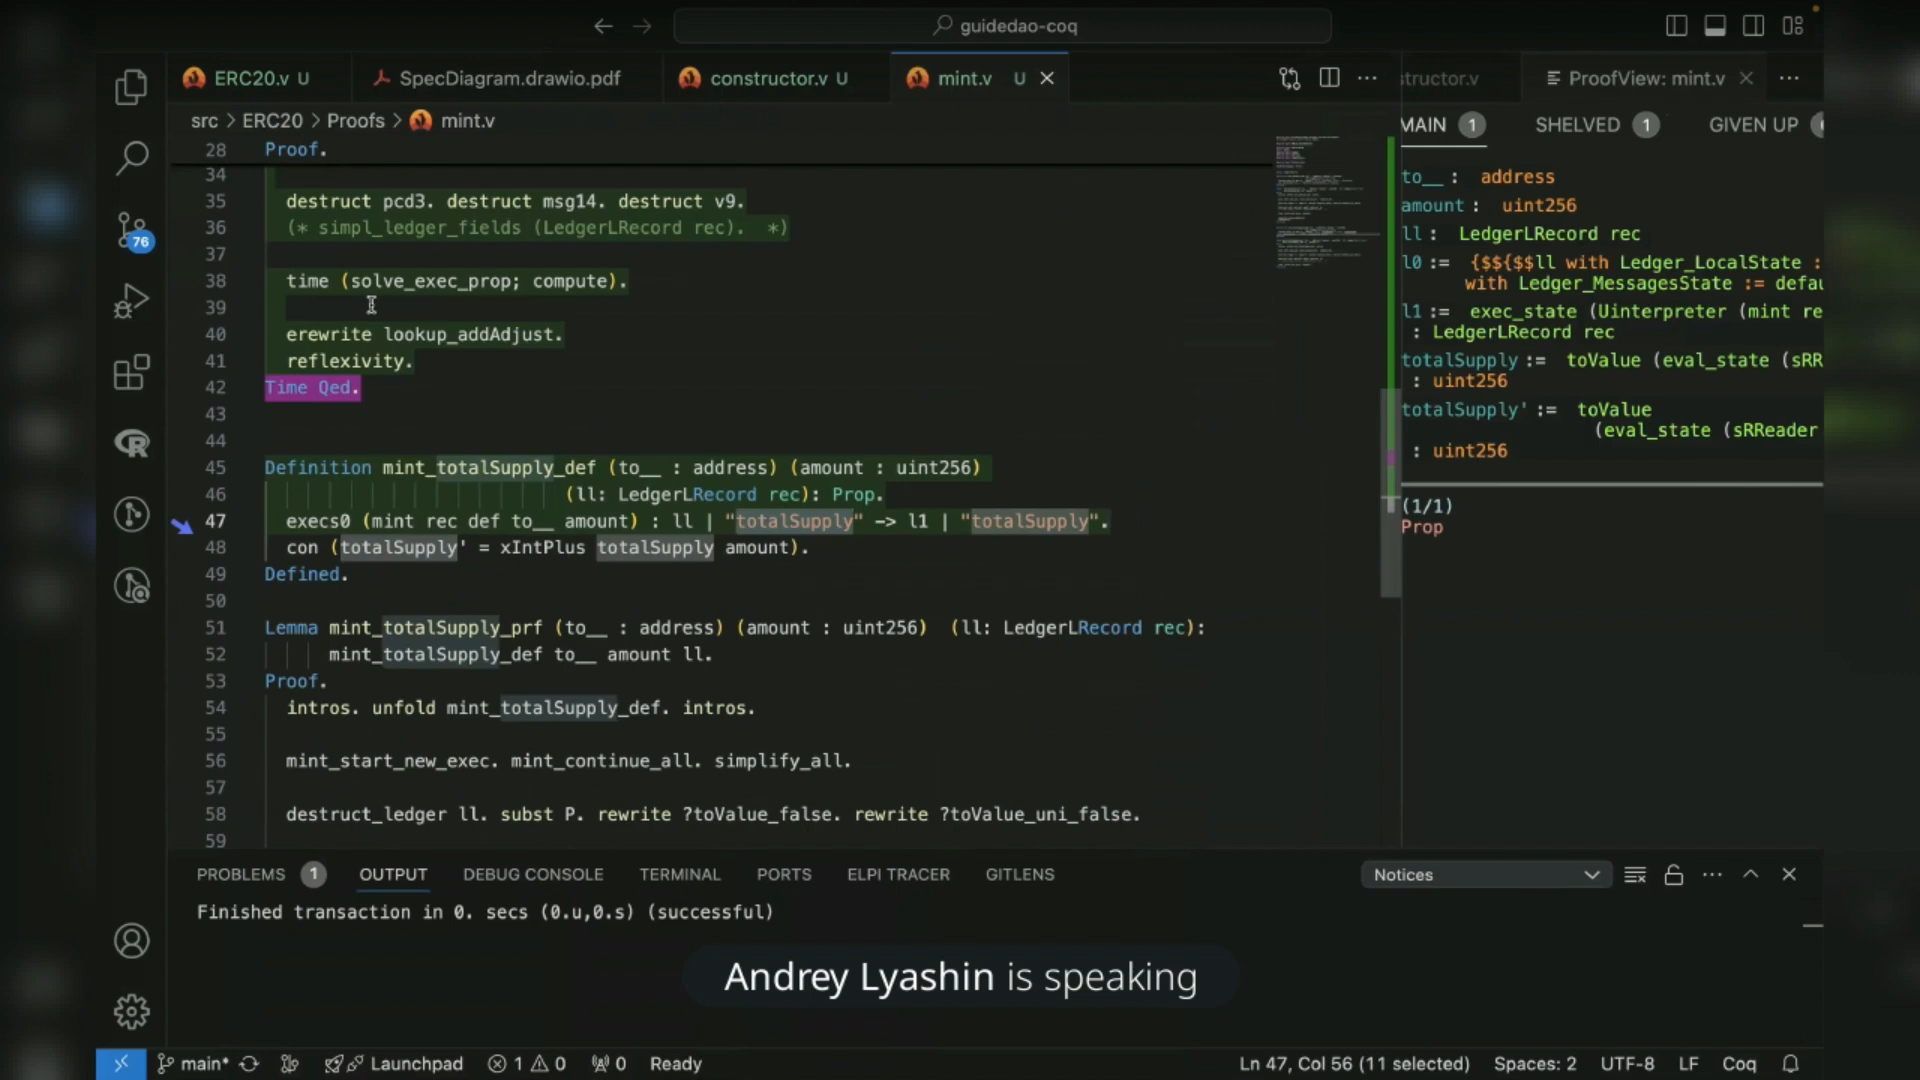 guidedao-coq
ERC20.v U
SpecDiagram.drawio.pdf
constructor.v U
mint.v U
structor.v
ProofView: mint.v
src > ERC20 > Proofs > mint.v
MAIN 1 SHELVED 1 GIVEN UP
28 Proof.
34
35 destruct pcd3. destruct msg14. destruct v9.
36 (* simpl_ledger_fields (LedgerLRecord rec). *)
37
38 time (solve_exec_prop; compute).
39
40 erewrite lookup_addAdjust.
41 reflexivity.
42 Time Qed.
43
44
45 Definition mint_totalSupply_def (to__ : address) (amount : uint256)
46 (ll: LedgerLRecord rec): Prop.
47 execs0 (mint rec def to__ amount) : ll | "totalSupply" -> l1 | "totalSupply".
48 con (totalSupply' = xIntPlus totalSupply amount).
49 Defined.
50
51 Lemma mint_totalSupply_prf (to__ : address) (amount : uint256) (ll: LedgerLRecord rec):
52 mint_totalSupply_def to__ amount ll.
53 Proof.
54 intros. unfold mint_totalSupply_def. intros.
55
56 mint_start_new_exec. mint_continue_all. simplify_all.
57
58 destruct_ledger ll. subst P. rewrite ?toValue_false. rewrite ?toValue_uni_false.
59
to__ : address
amount : uint256
ll : LedgerLRecord rec
l0 := {$${$$ll with Ledger_LocalState :
with Ledger_MessagesState := defau
l1 := exec_state (Uinterpreter (mint re
: LedgerLRecord rec
totalSupply := toValue (eval_state (sRR
: uint256
totalSupply' := toValue
(eval_state (sRReader
: uint256
(1/1)
Prop
76
PROBLEMS 1 OUTPUT DEBUG CONSOLE TERMINAL PORTS ELPI TRACER GITLENS
Notices
Finished transaction in 0. secs (0.u,0.s) (successful)
Andrey Lyashin is speaking
main* Launchpad 1 0 0 Ready
Ln 47, Col 56 (11 selected) Spaces: 2 UTF-8 LF Coq